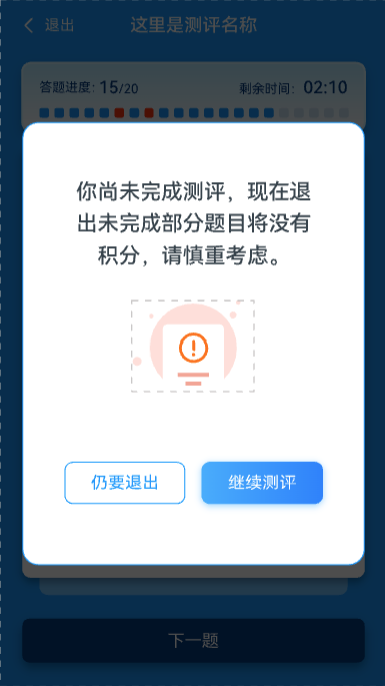 退出
这里是测评名称
答题进度：15/20
剩余时间：02:10
你尚未完成测评，现在退
出未完成部分题目将没有
积分，请慎重考虑。
仍要退出
继续测评
下一题